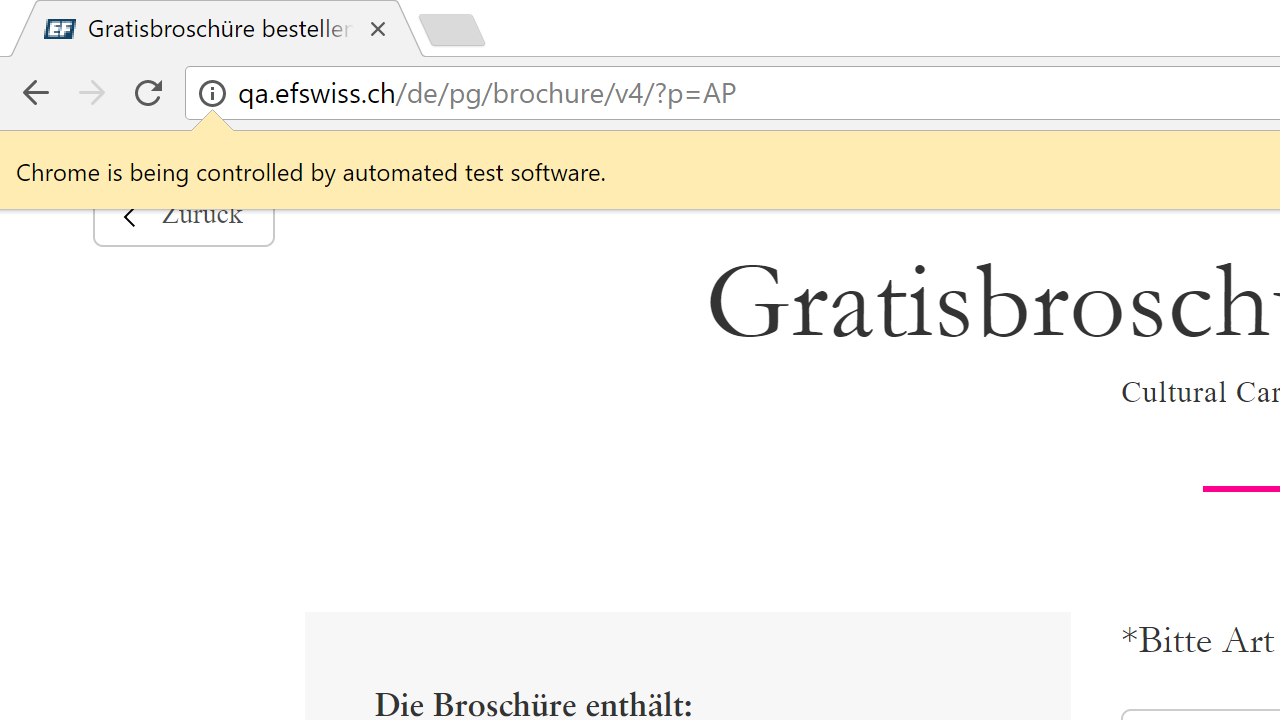 EF Gratisbroschüre bestellen
qa.efswiss.ch/de/pg/brochure/v4/?p=AP
Chrome is being controlled by automated test software.
Zurück
Gratisbrosch
Cultural Car
*Bitte Art
Die Broschüre enthält: